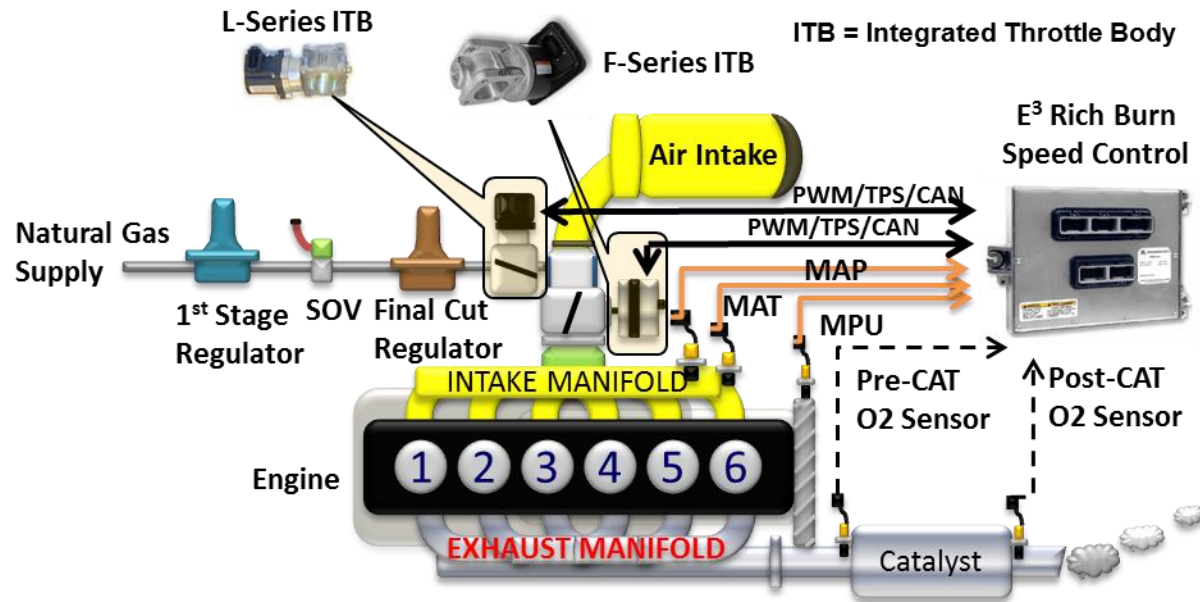 L-Series ITB
F-Series ITB
ITB = Integrated Throttle Body
E³ Rich Burn
Speed Control
Air Intake
PWM/TPS/CAN
PWM/TPS/CAN
Natural Gas
Supply
1st Stage
Regulator
SOV
Final Cut
Regulator
MAP
MAT
MPU
INTAKE MANIFOLD
Pre-CAT
O2 Sensor
Post-CAT
O2 Sensor
Engine
1 2 3 4 5 6
EXHAUST MANIFOLD
Catalyst